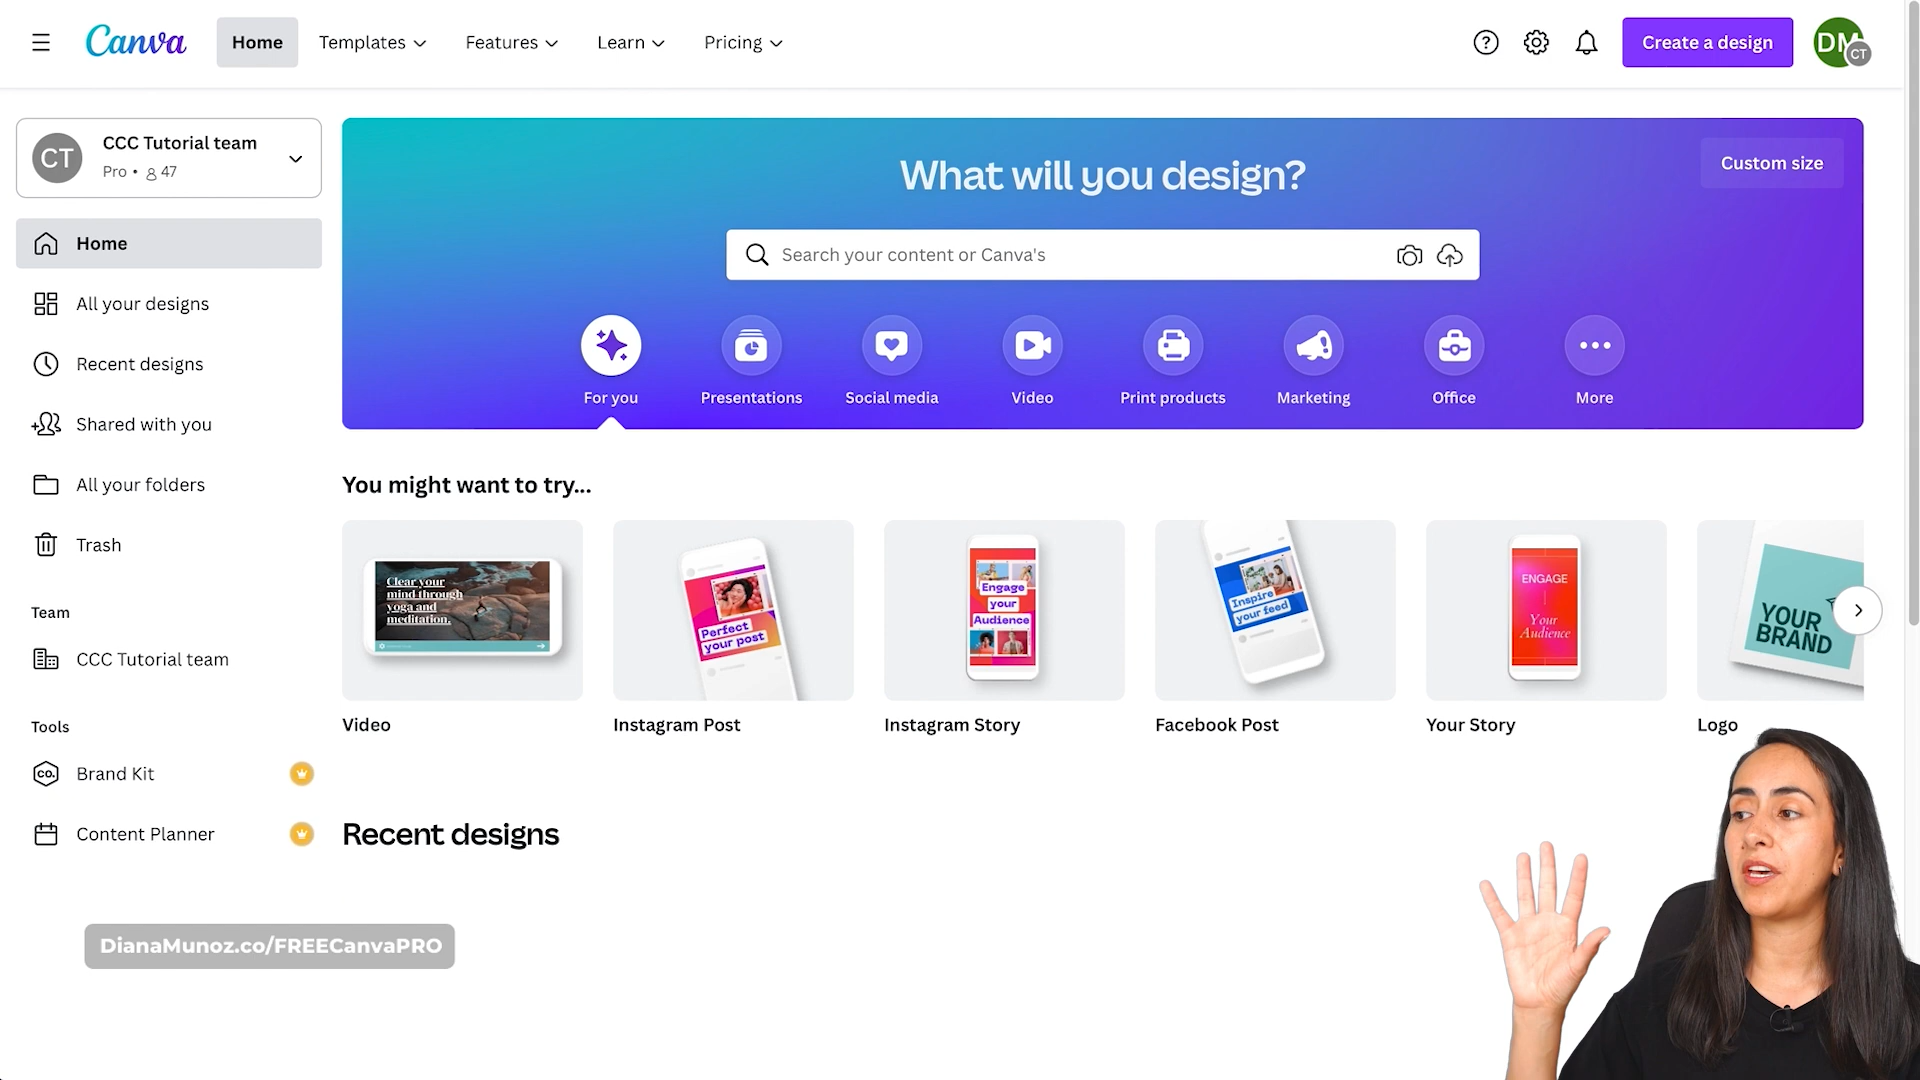 Canva
Home
Templates
Features
Learn
Pricing
Create a design
DM
CT
CT
CCC Tutorial team
Pro • 47
Home
All your designs
Recent designs
Shared with you
All your folders
Trash
Team
CCC Tutorial team
Tools
CO.
Brand Kit
Content Planner
What will you design?
Custom size
Search your content or Canva's
For you
Presentations
Social media
Video
Print products
Marketing
Office
More
You might want to try...
Clear your
mind through
yoga and
meditation.
Video
Perfect
your post
Instagram Post
Engage
your
Audience
Instagram Story
Inspire
your feed
Facebook Post
ENGAGE
Your
Audience
Your Story
YOUR
BRAND
Logo
Recent designs
DianaMunoz.co/FREECanvaPRO